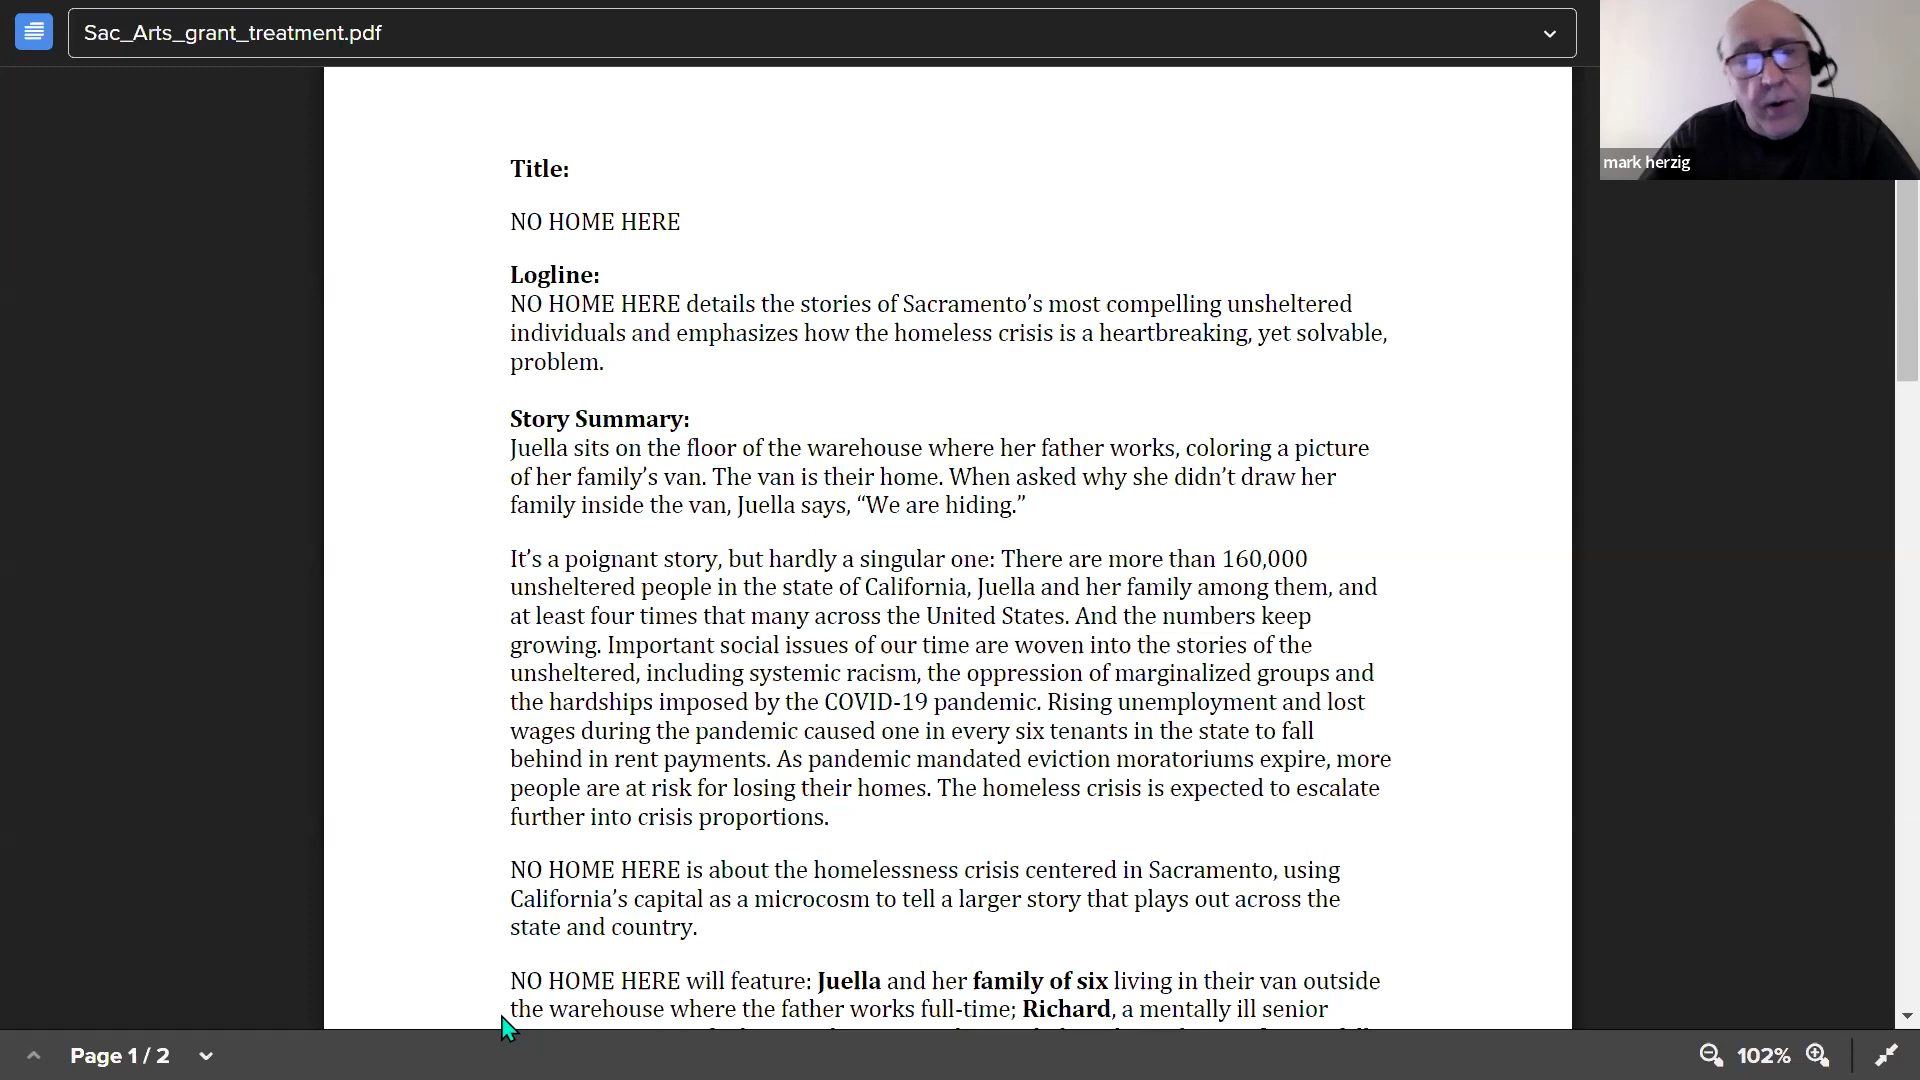 Sac_Arts_grant_treatment.pdf
mark herzig
Title:
NO HOME HERE
Logline:
NO HOME HERE details the stories of Sacramento’s most compelling unsheltered
individuals and emphasizes how the homeless crisis is a heartbreaking, yet solvable,
problem.
Story Summary:
Juella sits on the floor of the warehouse where her father works, coloring a picture
of her family’s van. The van is their home. When asked why she didn’t draw her
family inside the van, Juella says, “We are hiding.”
It’s a poignant story, but hardly a singular one: There are more than 160,000
unsheltered people in the state of California, Juella and her family among them, and
at least four times that many across the United States. And the numbers keep
growing. Important social issues of our time are woven into the stories of the
unsheltered, including systemic racism, the oppression of marginalized groups and
the hardships imposed by the COVID-19 pandemic. Rising unemployment and lost
wages during the pandemic caused one in every six tenants in the state to fall
behind in rent payments. As pandemic mandated eviction moratoriums expire, more
people are at risk for losing their homes. The homeless crisis is expected to escalate
further into crisis proportions.
NO HOME HERE is about the homelessness crisis centered in Sacramento, using
California’s capital as a microcosm to tell a larger story that plays out across the
state and country.
NO HOME HERE will feature: Juella and her family of six living in their van outside
the warehouse where the father works full-time; Richard, a mentally ill senior
Page 1 / 2
102%